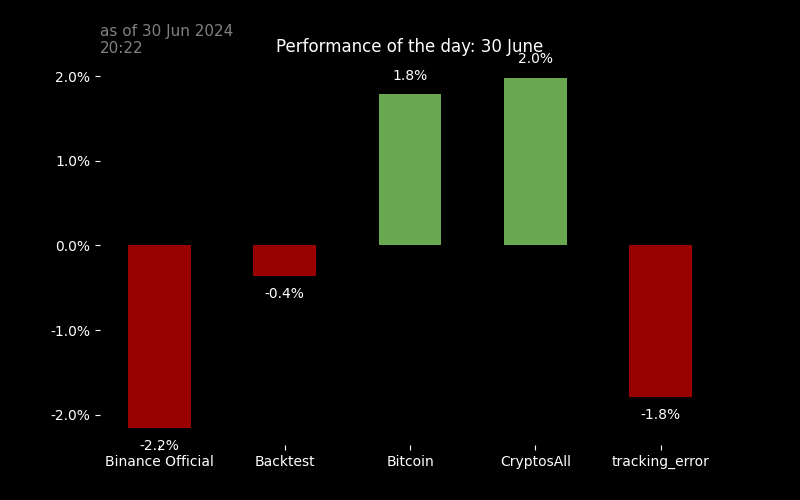 as of 30 Jun 2024
20:22
Performance of the day: 30 June
2.0%
1.0%
0.0%
-1.0%
-2.0%
-2.2%
-0.4%
1.8%
2.0%
-1.8%
Binance Official
Backtest
Bitcoin
CryptosAll
tracking_error